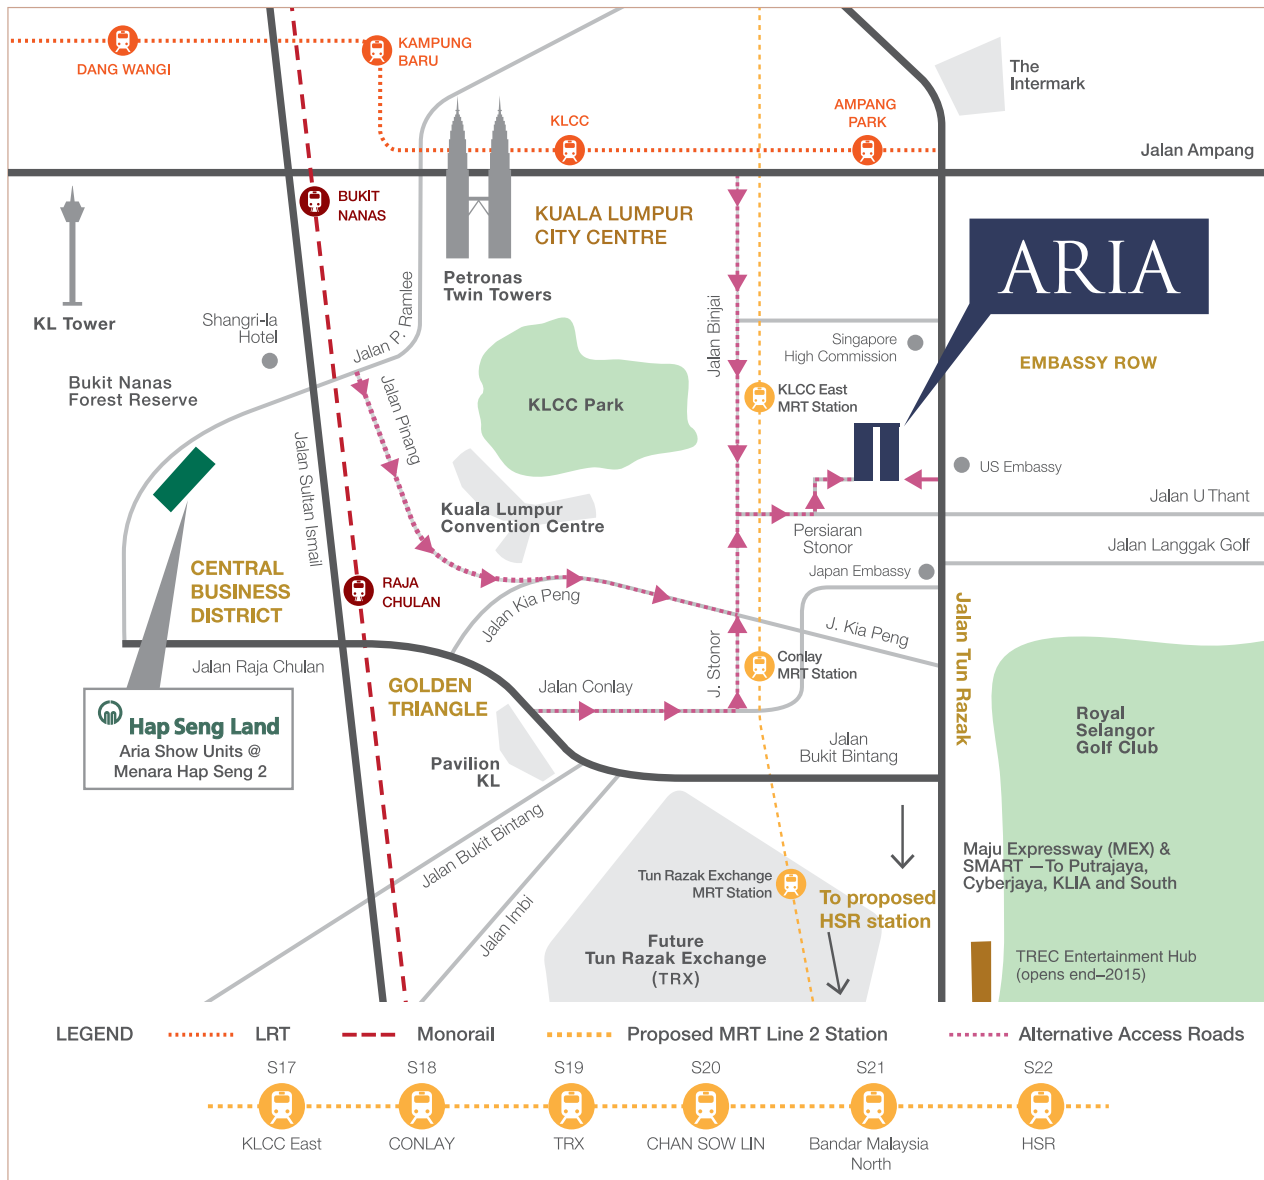 DANG WANGI
KAMPUNG
BARU
KLCC
AMPANG
PARK
The
Intermark
Jalan Ampang
BUKIT
NANAS
KUALA LUMPUR
CITY CENTRE
ARIA
KL Tower
Petronas
Twin Towers
Shangri-la
Hotel
Jalan P. Ramlee
Jalan Binjai
Singapore
High Commission
EMBASSY ROW
Bukit Nanas
Forest Reserve
Jalan Pinang
KLCC Park
KLCC East
MRT Station
Jalan Sultan Ismail
US Embassy
Kuala Lumpur
Convention Centre
Jalan U Thant
Persiaran
Stonor
Jalan Langgak Golf
CENTRAL
BUSINESS
DISTRICT
RAJA
CHULAN
Jalan Kia Peng
Japan Embassy
J. Kia Peng
Jalan Tun Razak
Jalan Raja Chulan
GOLDEN
TRIANGLE
Jalan Conlay
J. Stonor
Conlay
MRT Station
Hap Seng Land
Aria Show Units @
Menara Hap Seng 2
Royal
Selangor
Golf Club
Pavilion
KL
Jalan
Bukit Bintang
Jalan Bukit Bintang
Jalan Imbi
Tun Razak Exchange
MRT Station
To proposed
HSR station
Maju Expressway (MEX) &
SMART —To Putrajaya,
Cyberjaya, KLIA and South
Future
Tun Razak Exchange
(TRX)
TREC Entertainment Hub
(opens end–2015)
LEGEND
LRT
Monorail
Proposed MRT Line 2 Station
Alternative Access Roads
S17
S18
S19
S20
S21
S22
KLCC East
CONLAY
TRX
CHAN SOW LIN
Bandar Malaysia
North
HSR